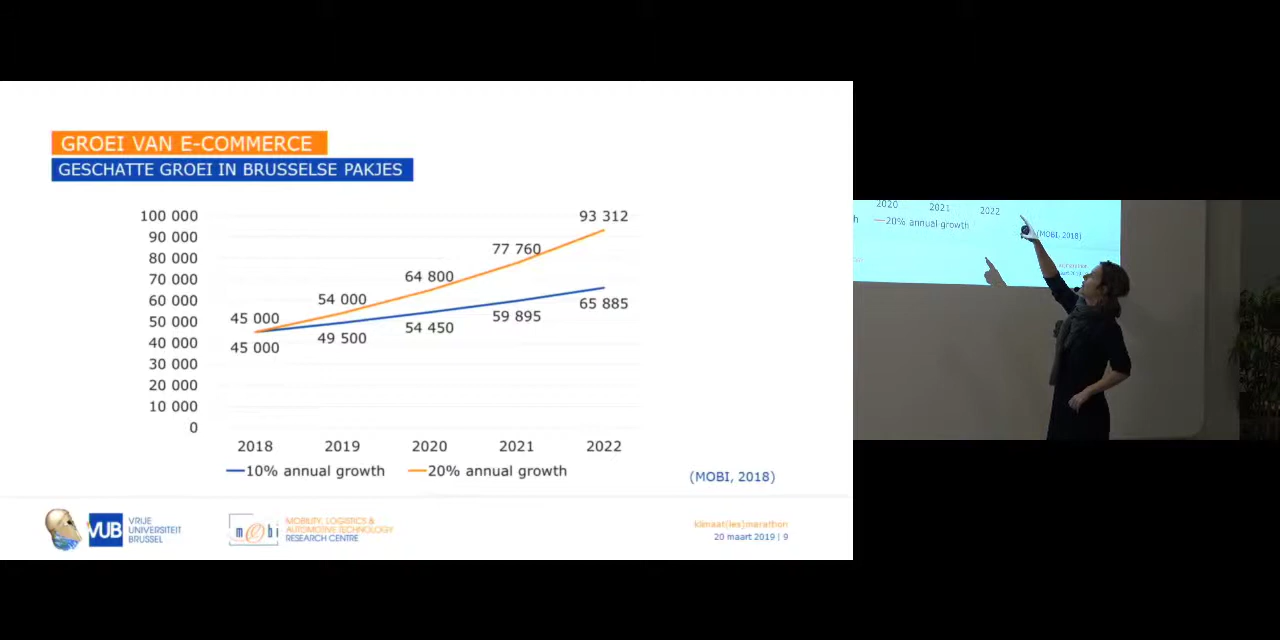 GROEI VAN E-COMMERCE
GESCHATTE GROEI IN BRUSSELSE PAKJES
100 000
90 000
80 000
70 000
60 000
50 000
40 000
30 000
20 000
10 000
0
93 312
77 760
64 800
54 000
45 000
45 000
49 500
54 450
59 895
65 885
2018 2019 2020 2021 2022
10% annual growth 20% annual growth
(MOBI, 2018)
VUB VRIJE UNIVERSITEIT BRUSSEL
mobi MOBILITY, LOGISTICS & AUTOMOTIVE TECHNOLOGY RESEARCH CENTRE
klimaat(les)marathon
20 maart 2019 | 9
2020 2021 2022
20% annual growth
(MOBI, 2018)